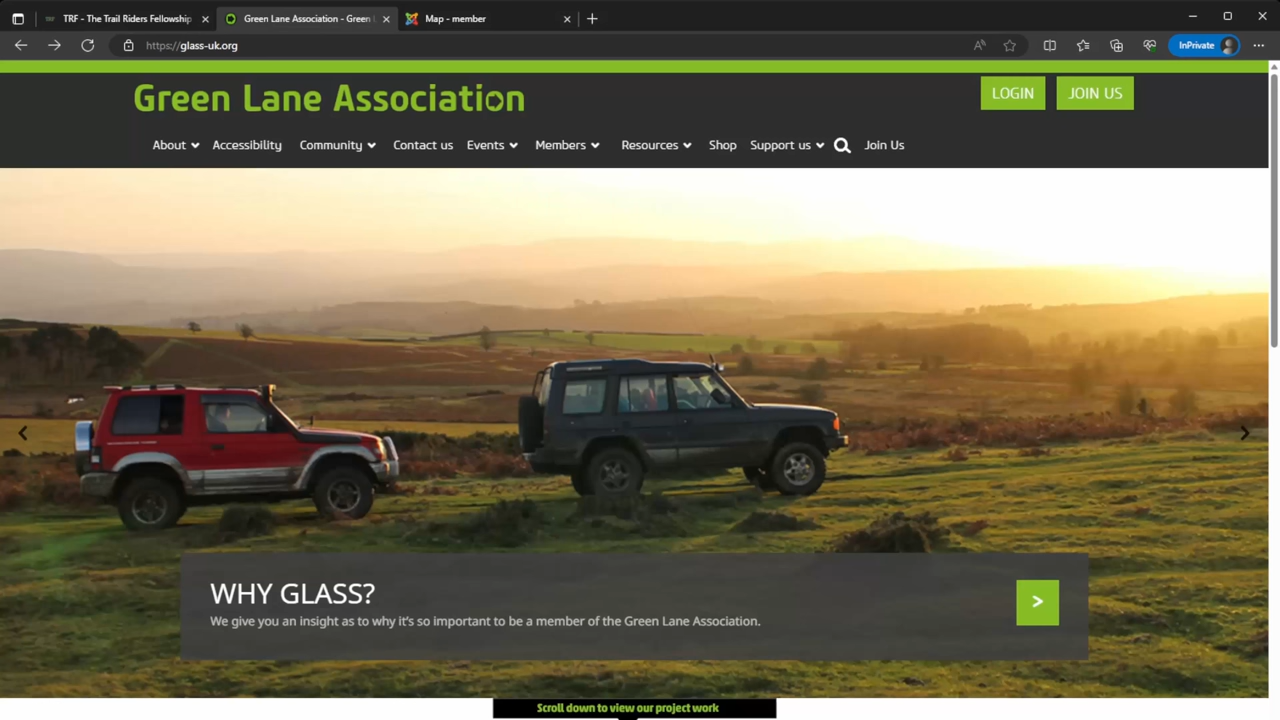 TRF - The Trail Riders Fellowship
Green Lane Association - Green L
Map - member
https://glass-uk.org
InPrivate
Green Lane Association
LOGIN
JOIN US
About
Accessibility
Community
Contact us
Events
Members
Resources
Shop
Support us
Join Us
WHY GLASS?
We give you an insight as to why it's so important to be a member of the Green Lane Association.
>
Scroll down to view our project work